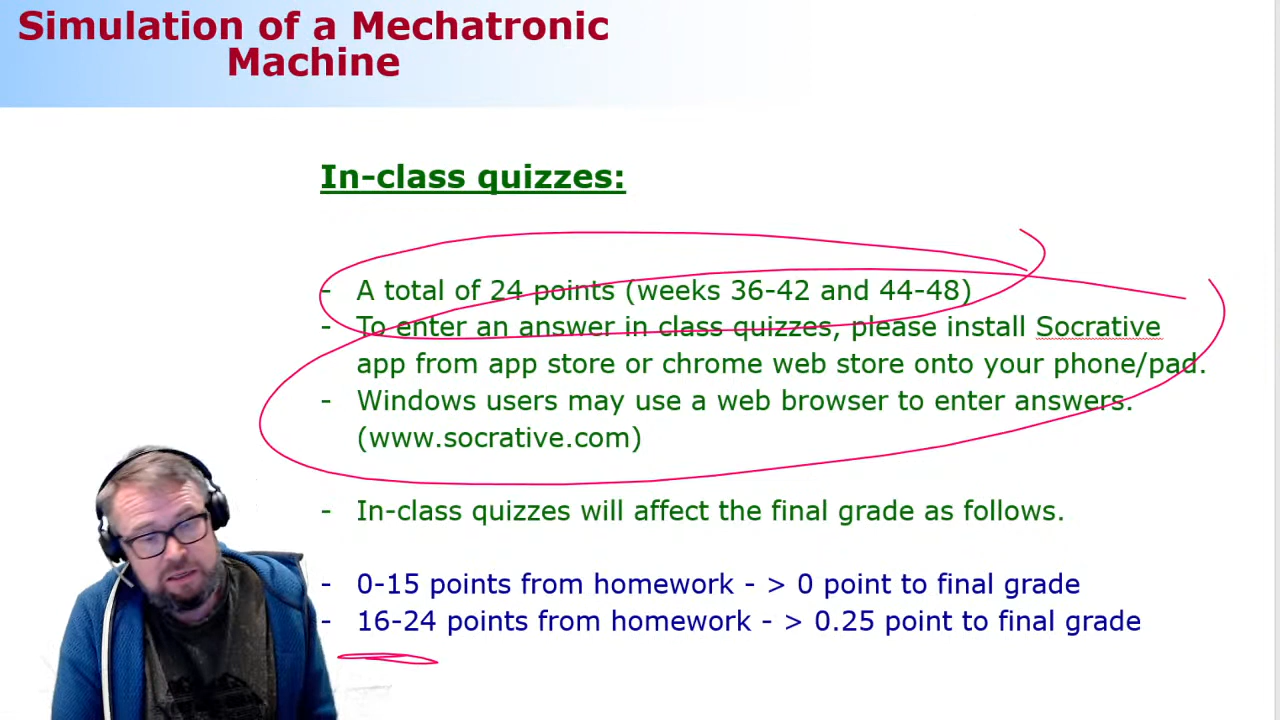 Simulation of a Mechatronic
Machine
In-class quizzes:
- A total of 24 points (weeks 36-42 and 44-48)
- To enter an answer in class quizzes, please install Socrative
app from app store or chrome web store onto your phone/pad.
- Windows users may use a web browser to enter answers.
(www.socrative.com)
- In-class quizzes will affect the final grade as follows.
- 0-15 points from homework - > 0 point to final grade
- 16-24 points from homework - > 0.25 point to final grade